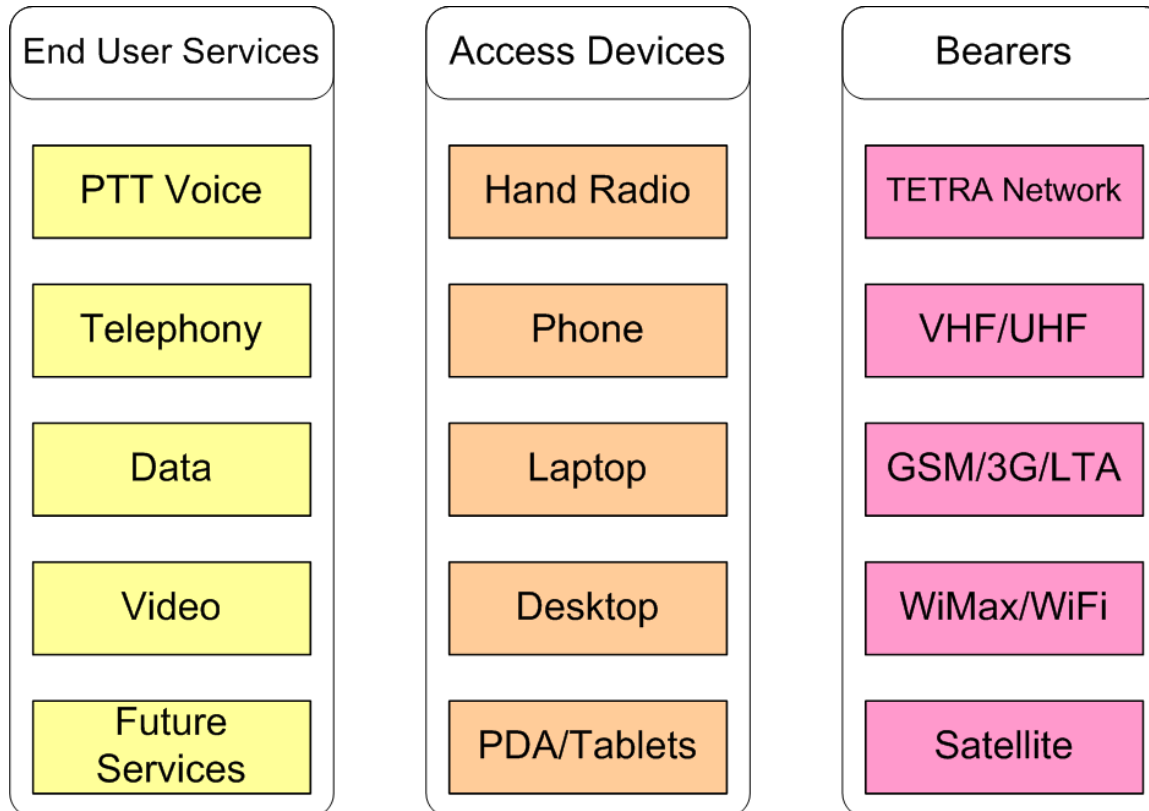 End User Services
PTT Voice
Telephony
Data
Video
Future
Services
Access Devices
Hand Radio
Phone
Laptop
Desktop
PDA/Tablets
Bearers
TETRA Network
VHF/UHF
GSM/3G/LTA
WiMax/WiFi
Satellite